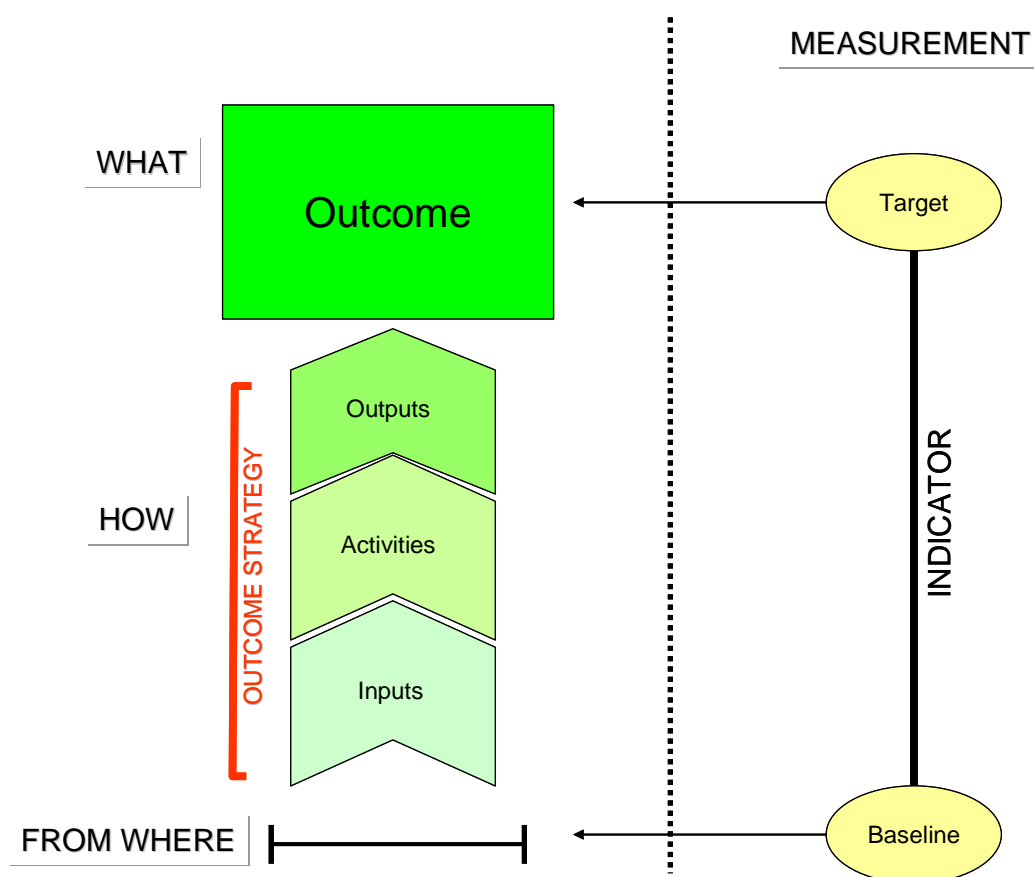 MEASUREMENT
WHAT
Outcome
Target
Outputs
OUTCOME STRATEGY
INDICATOR
HOW
Activities
Inputs
FROM WHERE
Baseline